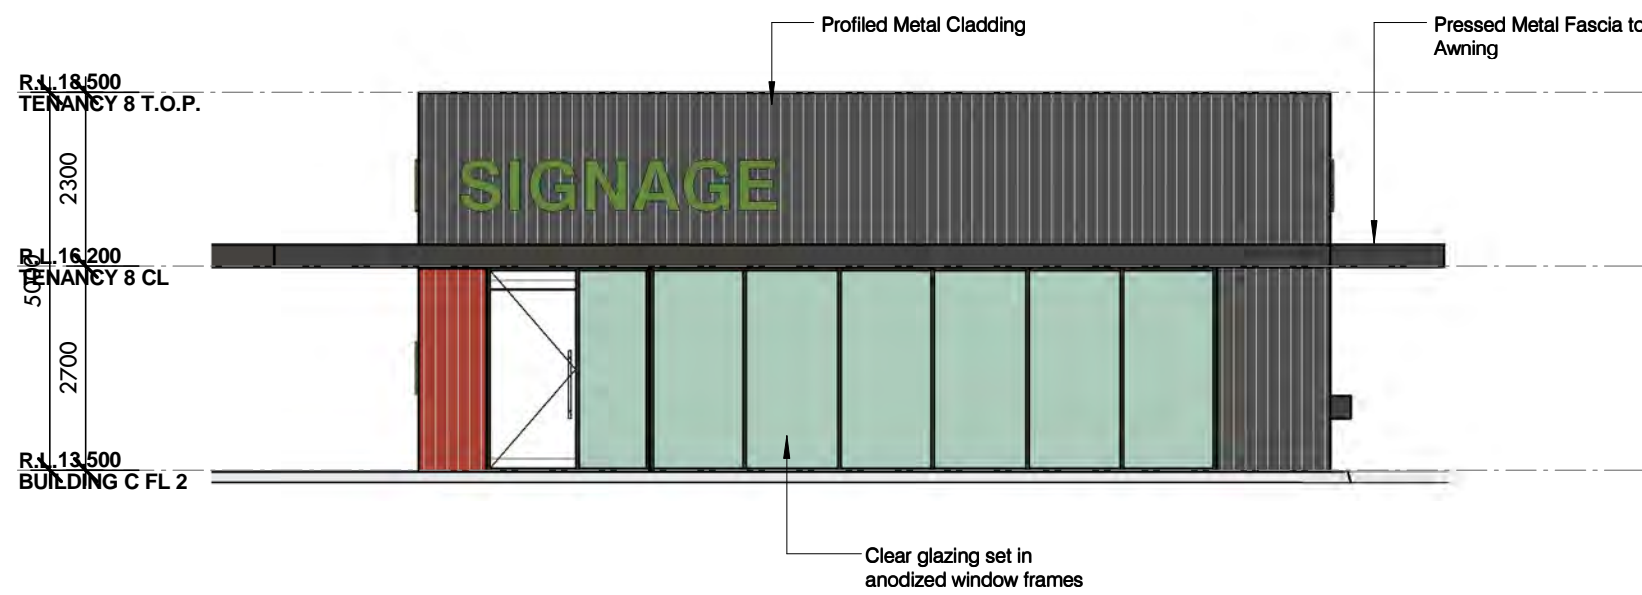 Profiled Metal Cladding
Pressed Metal Fascia to
Awning
R.L.18,500
TENANCY 8 T.O.P.
2300
SIGNAGE
R.L.16,200
TENANCY 8 CL
5000
2700
R.L.13,500
BUILDING C FL 2
Clear glazing set in
anodized window frames